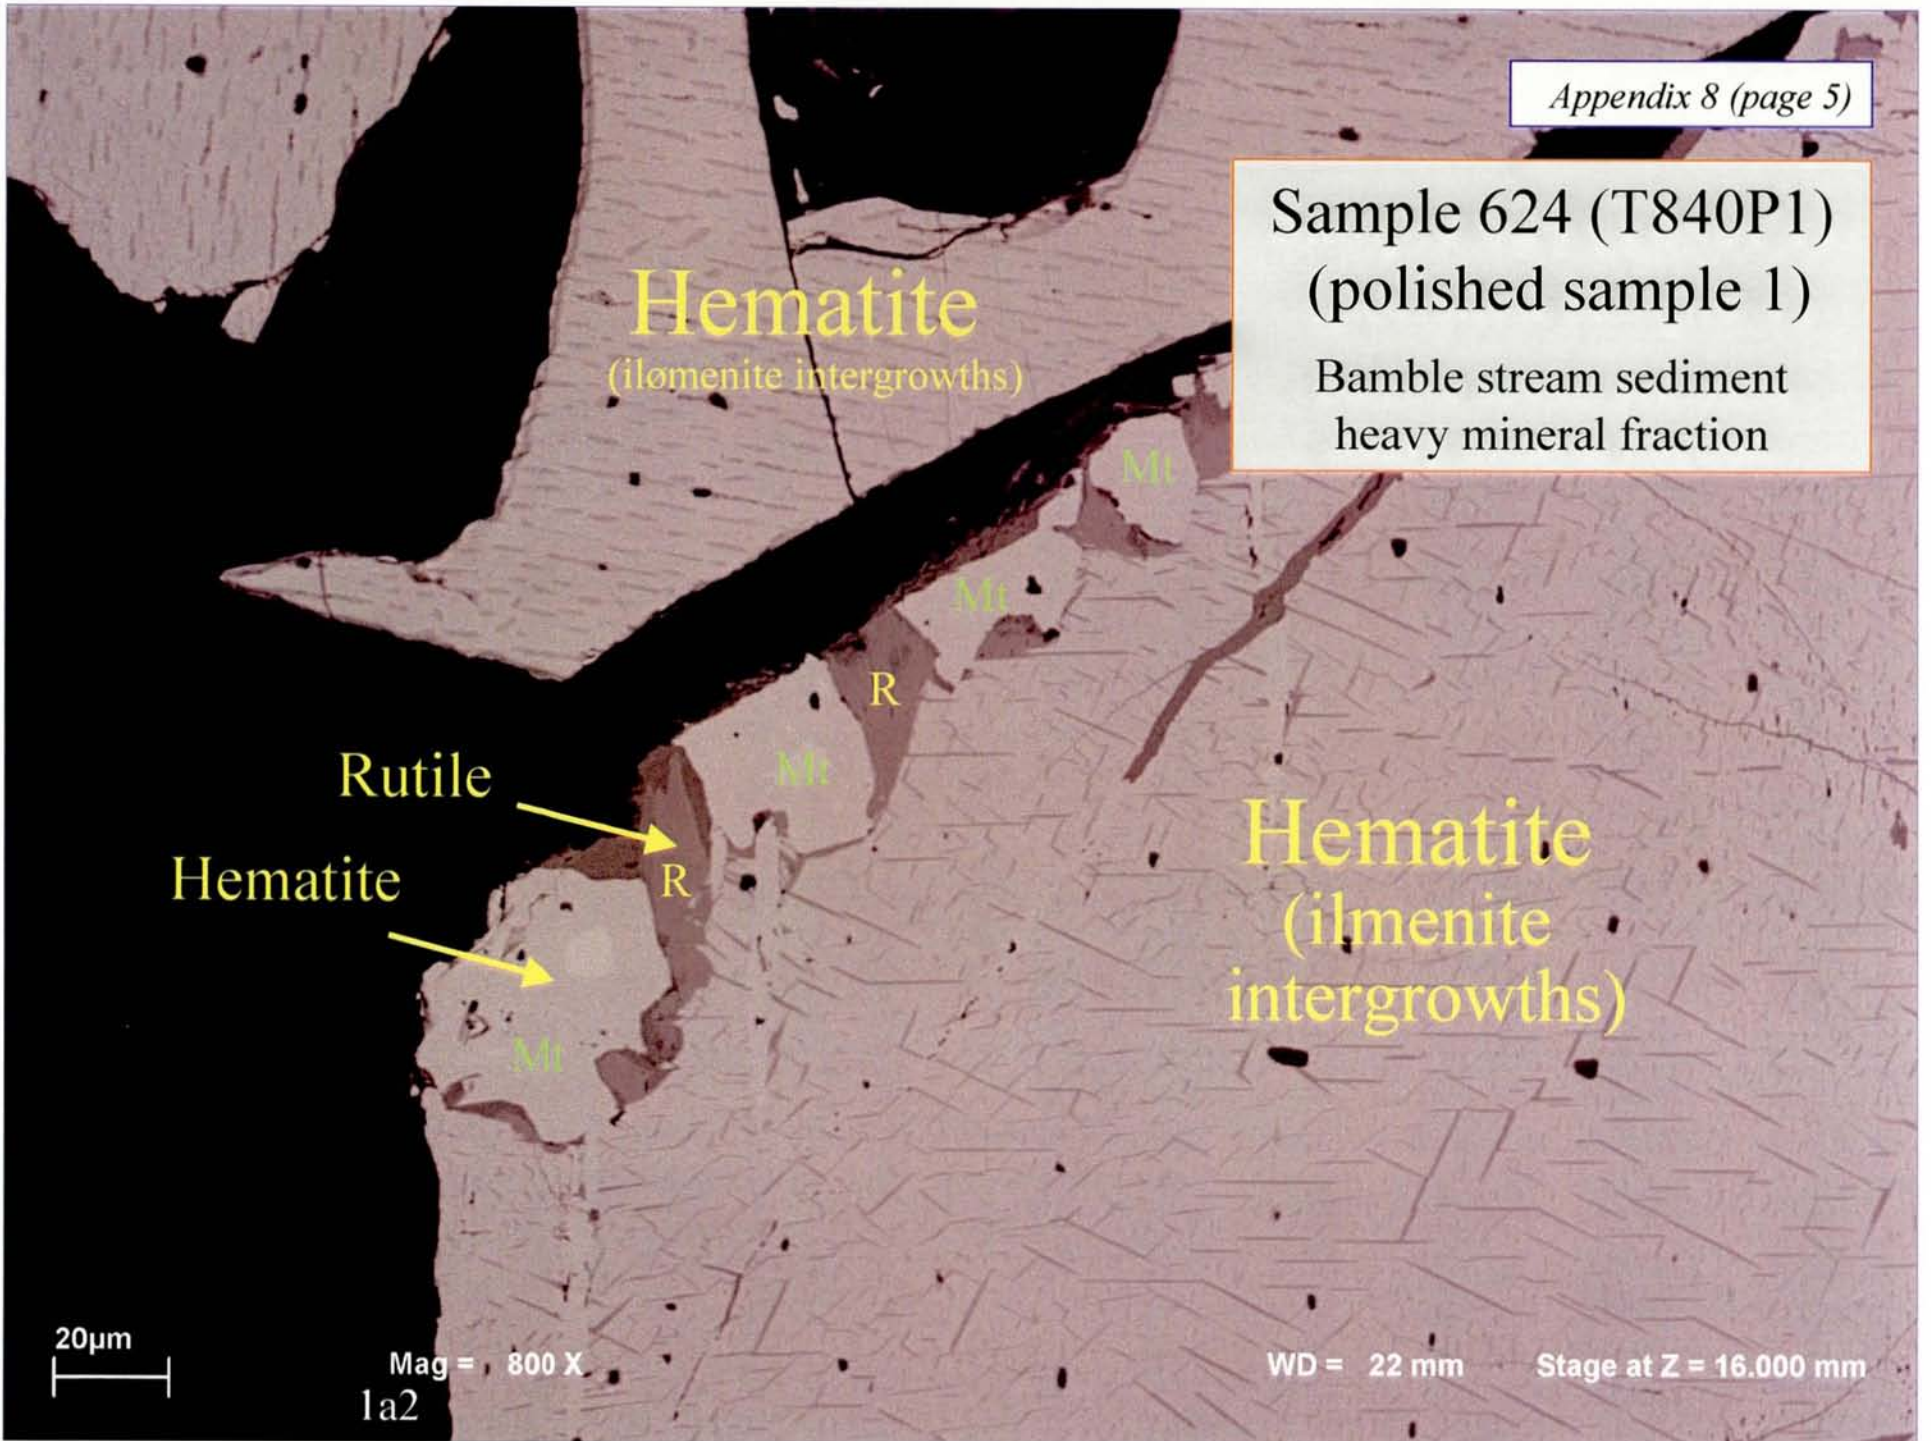 Appendix 8 (page 5)
Sample 624 (T840P1)
(polished sample 1)
Bamble stream sediment
heavy mineral fraction
Hematite
(iløomenite intergrowths)
Mt
Mt
R
Mt
Rutile
R
Hematite
Mt
Hematite
(ilmenite
intergrowths)
20µm
Mag = 800 X
WD = 22 mm
Stage at Z = 16.000 mm
1a2